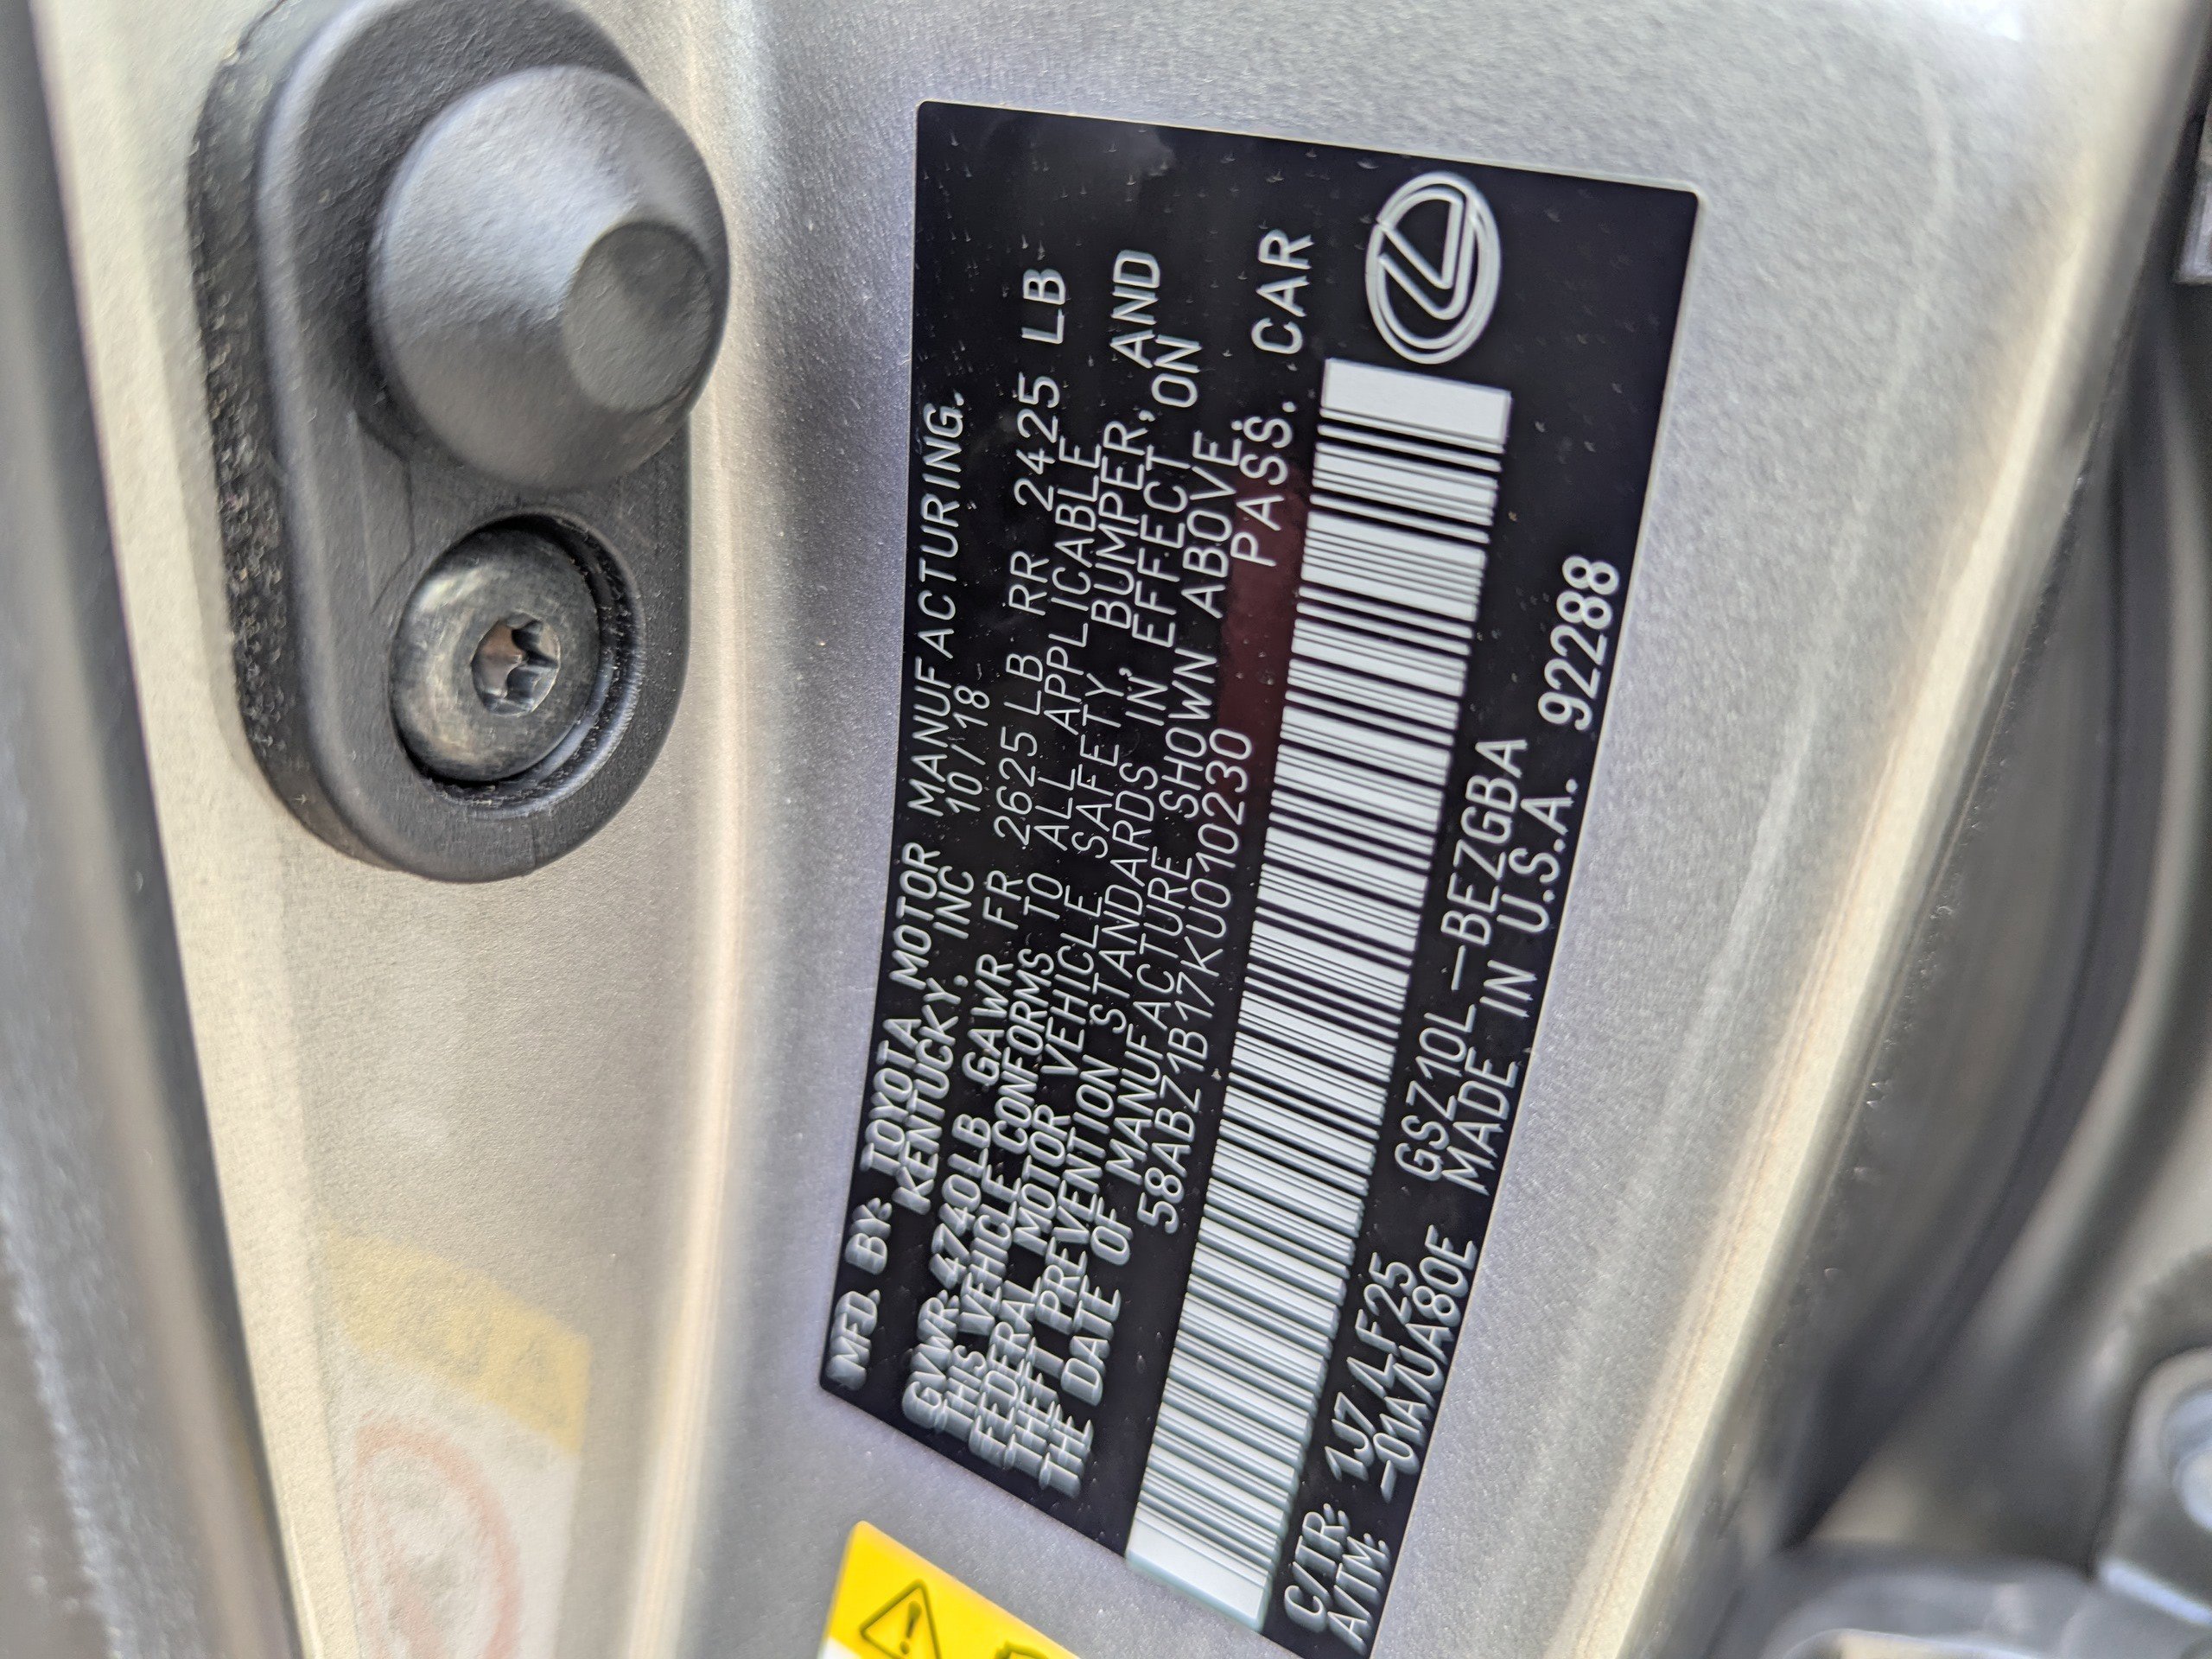 MFD. BY: TOYOTA MOTOR MANUFACTURING.
KENTUCKY, INC 10/18
GVWR 4740LB GAWR FR 2625 LB RR 2425 LB
THIS VEHICLE CONFORMS TO ALL APPLICABLE
FEDERAL MOTOR VEHICLE SAFETY, BUMPER, AND
THEFT PREVENTION STANDARDS IN EFFECT ON
THE DATE OF MANUFACTURE SHOWN ABOVE.
58ABZ1B17KU010230 PASS. CAR
C/TR: 1J7 /LF25 GSZ10L-BEZGBA
A/TM: -01A/UA80E MADE IN U.S.A. 92288